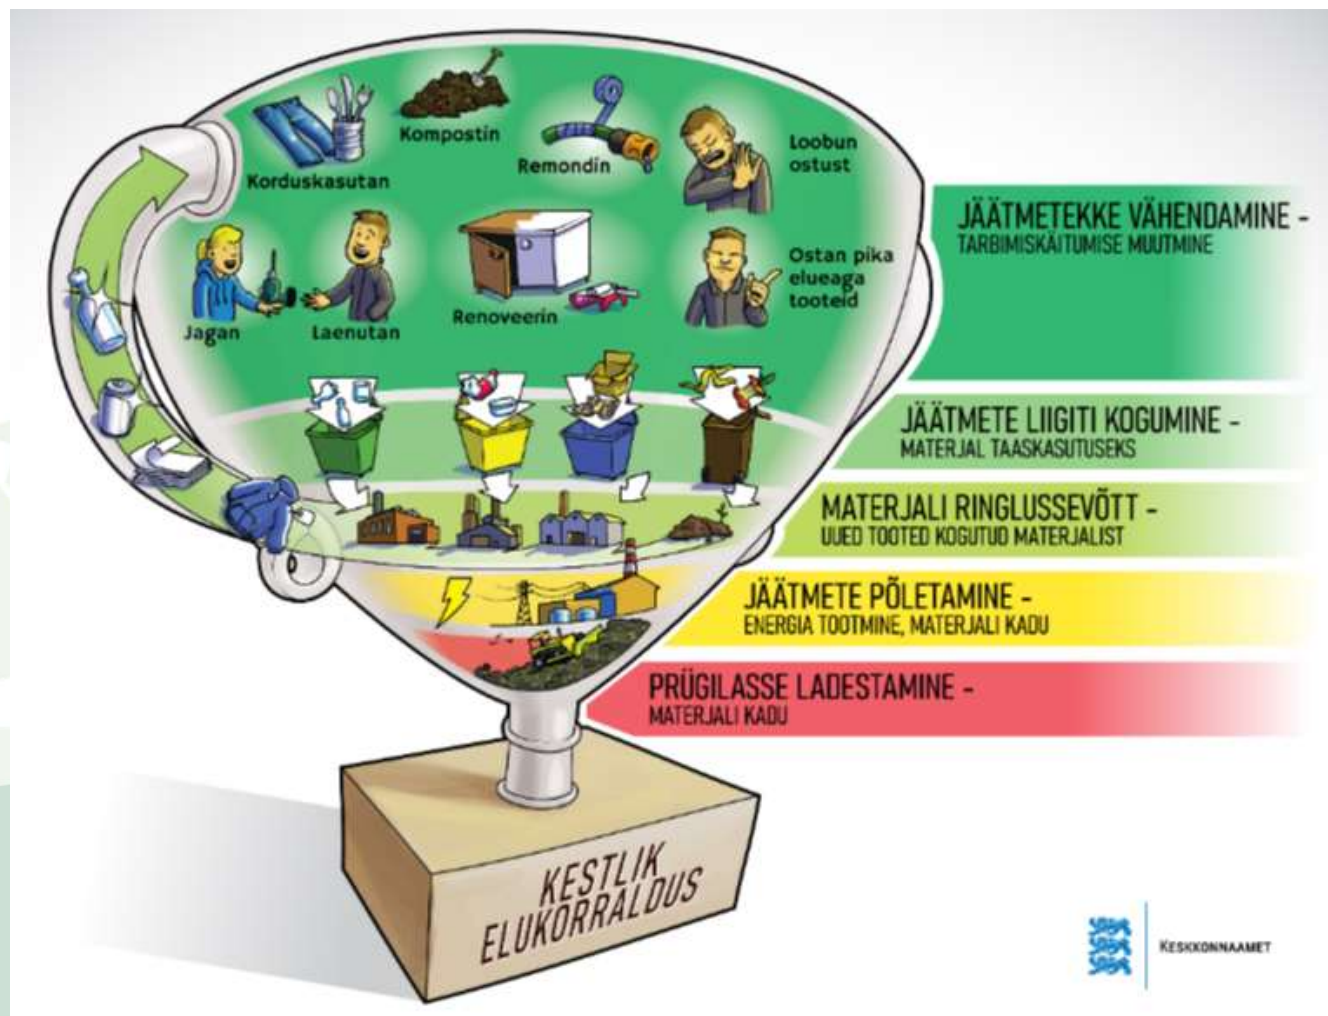 Kompostin
Korduskasutan
Remondin
Loobun
ostust
Jagan
Laenutan
Renoveerin
Ostan pika
elueaga
tooteid
JÄÄTMETEKKE VÄHENDAMINE -
TARBIMISKÄITUMISE MUUTMINE
JÄÄTMETE LIIGITI KOGUMINE -
MATERJAL TAASKASUTUSEKS
MATERJALI RINGLUSSEVÕTT -
UUED TOOTED KOGUTUD MATERJALIST
JÄÄTMETE PÕLETAMINE -
ENERGIA TOOTMINE, MATERJALI KADU
PRÜGILASSE LADESTAMINE -
MATERJALI KADU
KESTLIK
ELUKORRALDUS
KESKKONNAAMET